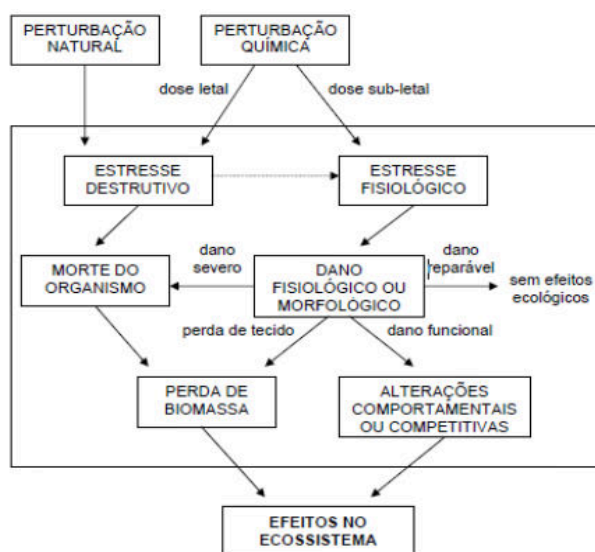 PERTURBAÇÃO
NATURAL
PERTURBAÇÃO
QUÍMICA
dose letal
dose sub-letal
ESTRESSE
DESTRUTIVO
ESTRESSE
FISIOLÓGICO
MORTE DO
ORGANISMO
dano
severo
DANO
FISIOLÓGICO OU
MORFOLÓGICO
dano
reparável
sem efeitos
ecológicos
perda de tecido
dano funcional
PERDA DE
BIOMASSA
ALTERAÇÕES
COMPORTAMENTAIS
OU COMPETITIVAS
EFEITOS NO
ECOSSISTEMA